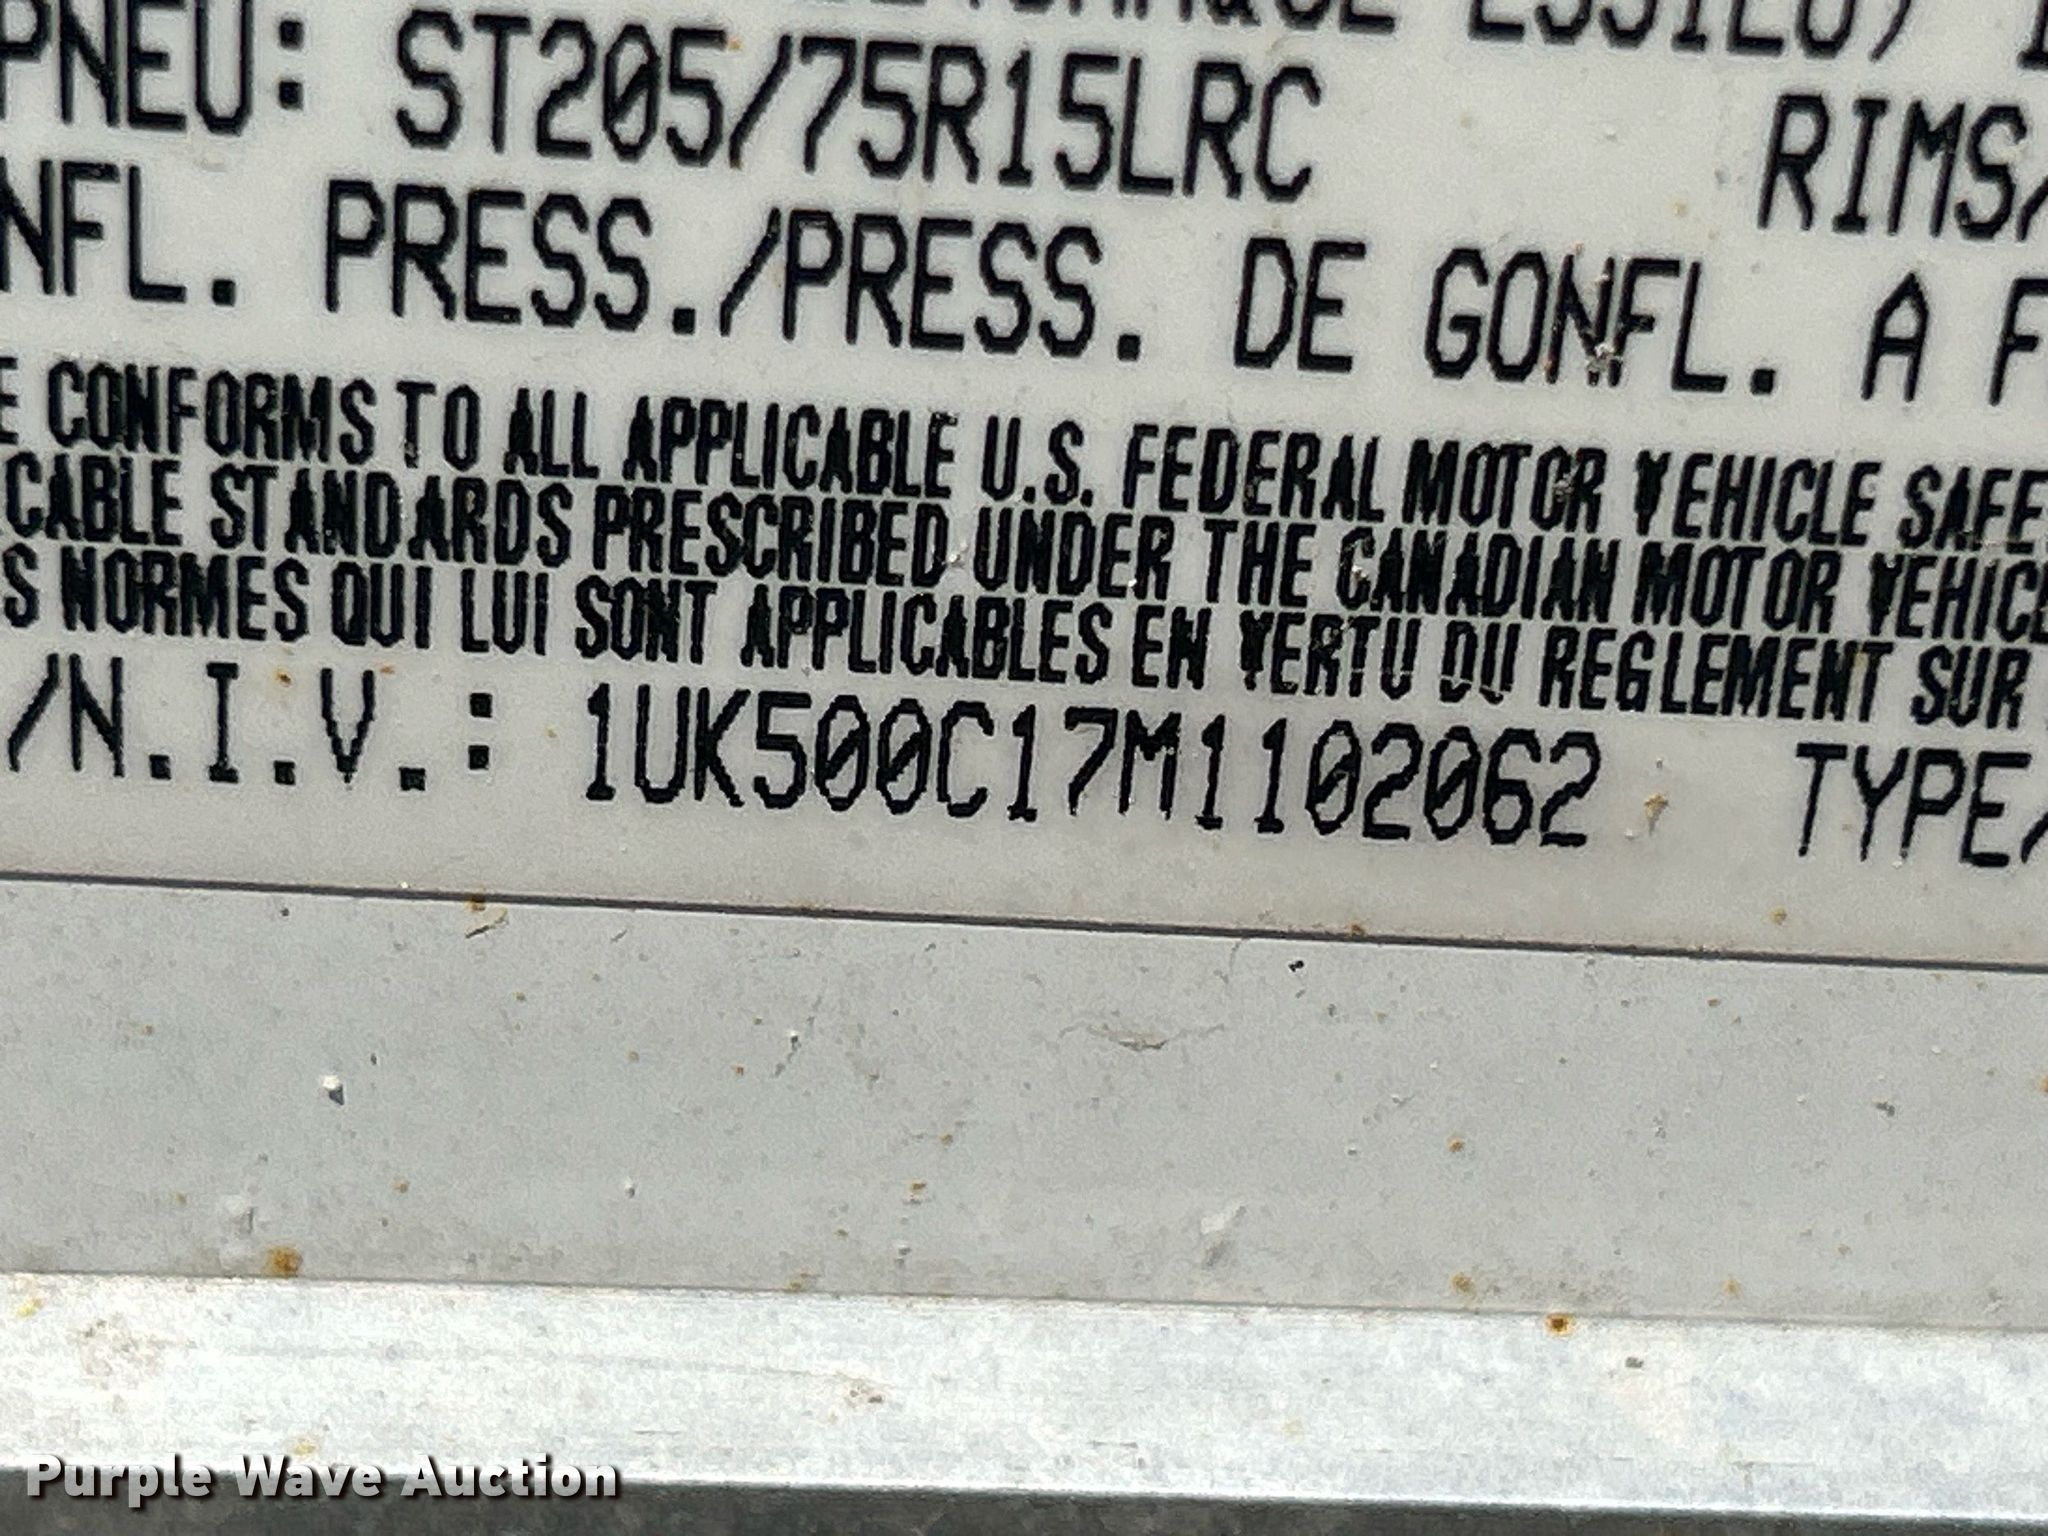 PNEU: ST205/75R15LRC RIMS/
NFL. PRESS./PRESS. DE GONFL. A F
E CONFORMS TO ALL APPLICABLE U.S. FEDERAL MOTOR VEHICLE SAFE
CABLE STANDARDS PRESCRIBED UNDER THE CANADIAN MOTOR VEHIC
S NORMES QUI LUI SONT APPLICABLES EN VERTU DU REGLEMENT SUR
/N.I.V.: 1UK500C17M1102062 TYPE/
Purple Wave Auction